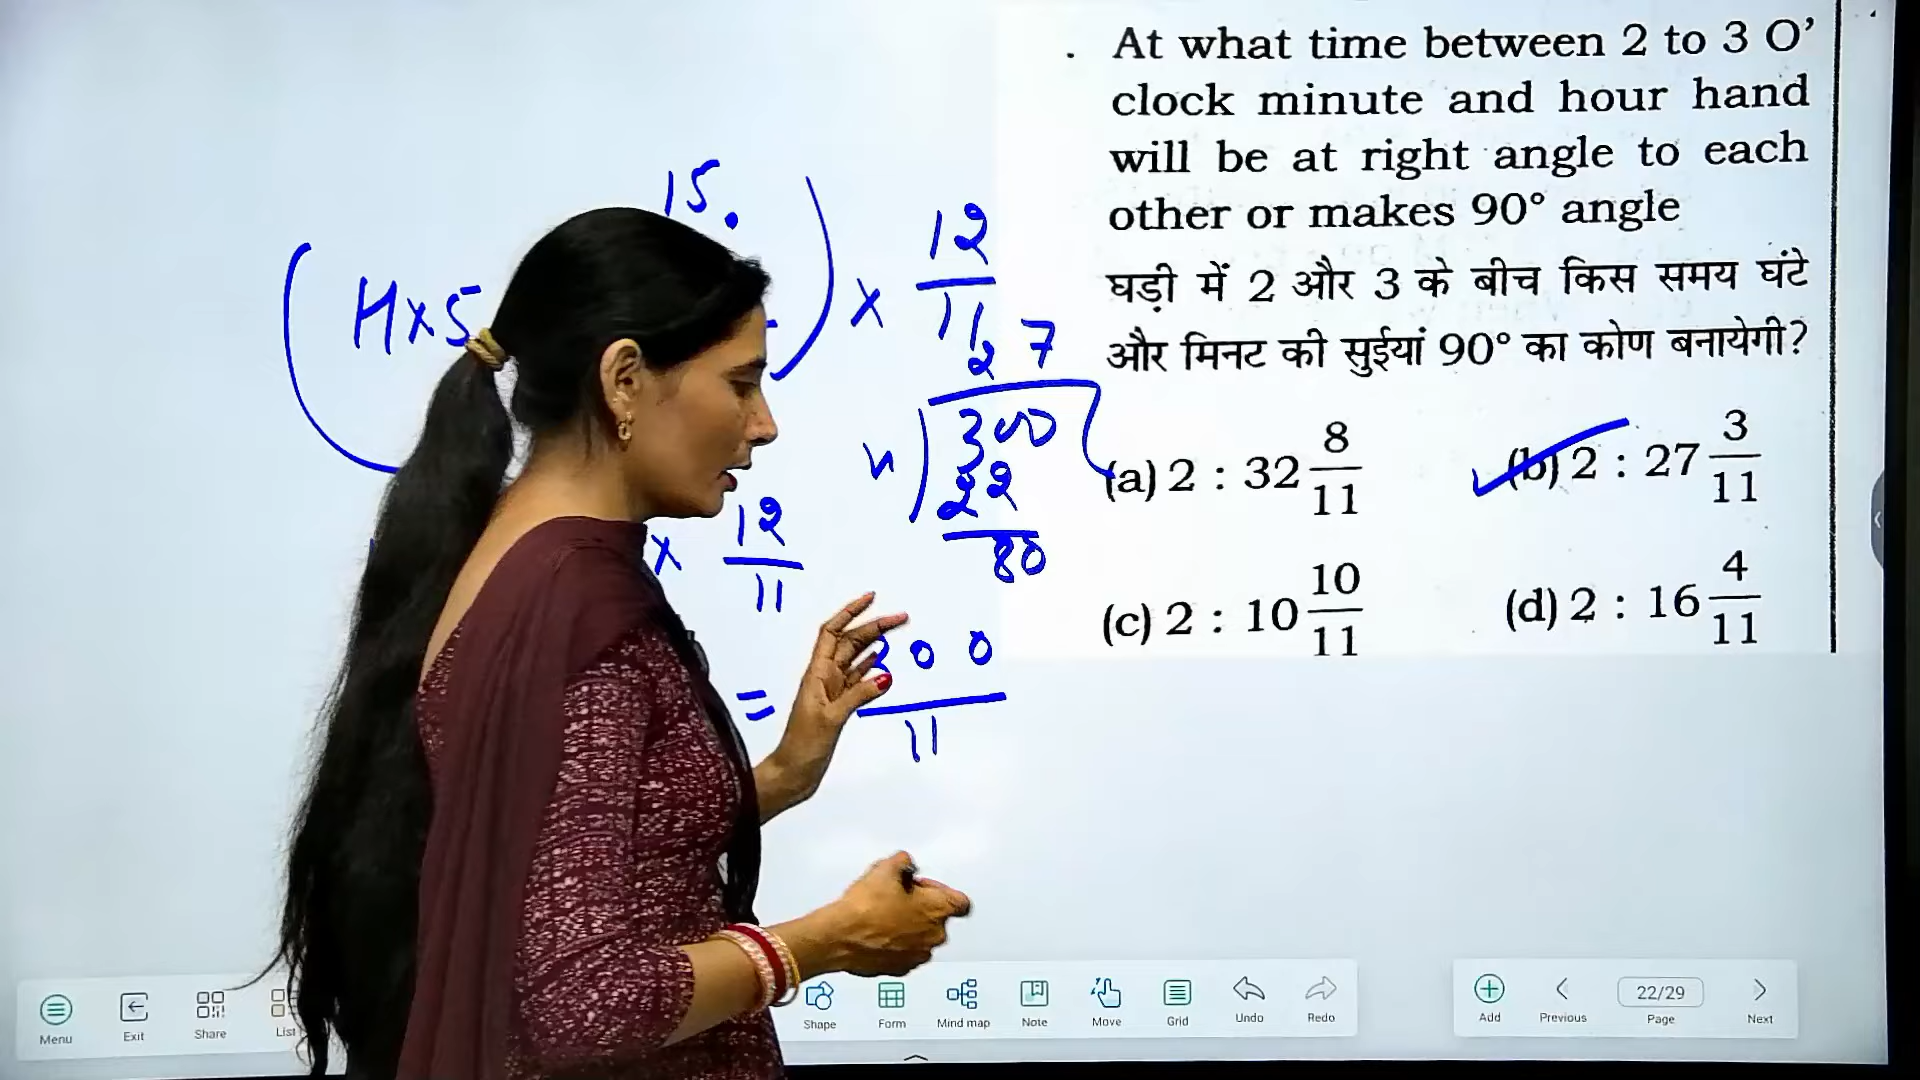 . At what time between 2 to 3 O'
clock minute and hour hand
will be at right angle to each
other or makes 90° angle
घड़ी में 2 और 3 के बीच किस समय घंटे
और मिनट की सुईयां 90° का कोण बनायेगी?
(a) 2 : 32 8/11
(b) 2 : 27 3/11
(c) 2 : 10 10/11
(d) 2 : 16 4/11
15.
( H×5 ) × 12/11
27
11 ) 300
22
80
× 12/11
= 300/11
Menu
Exit
Share
List
Shape
Form
Mind map
Note
Move
Grid
Undo
Redo
Add
Previous
22/29
Page
Next